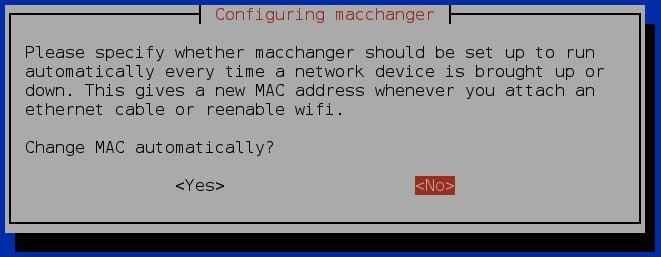 Configuring macchanger
Please specify whether macchanger should be set up to run
automatically every time a network device is brought up or
down. This gives a new MAC address whenever you attach an
ethernet cable or reenable wifi.
Change MAC automatically?
<Yes> <No>